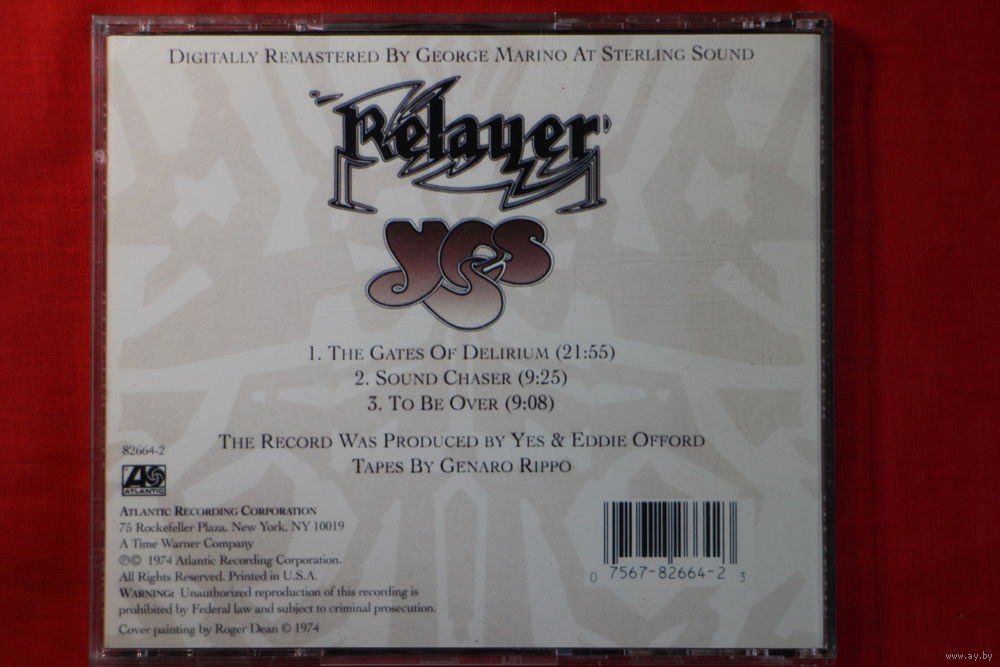 DIGITALLY REMASTERED BY GEORGE MARINO AT STERLING SOUND
Relayer
YES
1. THE GATES OF DELIRIUM (21:55)
2. SOUND CHASER (9:25)
3. TO BE OVER (9:08)
THE RECORD WAS PRODUCED BY YES & EDDIE OFFORD
TAPES BY GENARO RIPPO
82664-2
ATLANTIC
ATLANTIC RECORDING CORPORATION
75 Rockefeller Plaza, New York, NY 10019
A Time Warner Company
℗© 1974 Atlantic Recording Corporation.
All Rights Reserved. Printed in U.S.A.
WARNING: Unauthorized reproduction of this recording is
prohibited by Federal law and subject to criminal prosecution.
Cover painting by Roger Dean © 1974
0 7567-82664-2 3
www.ay.by